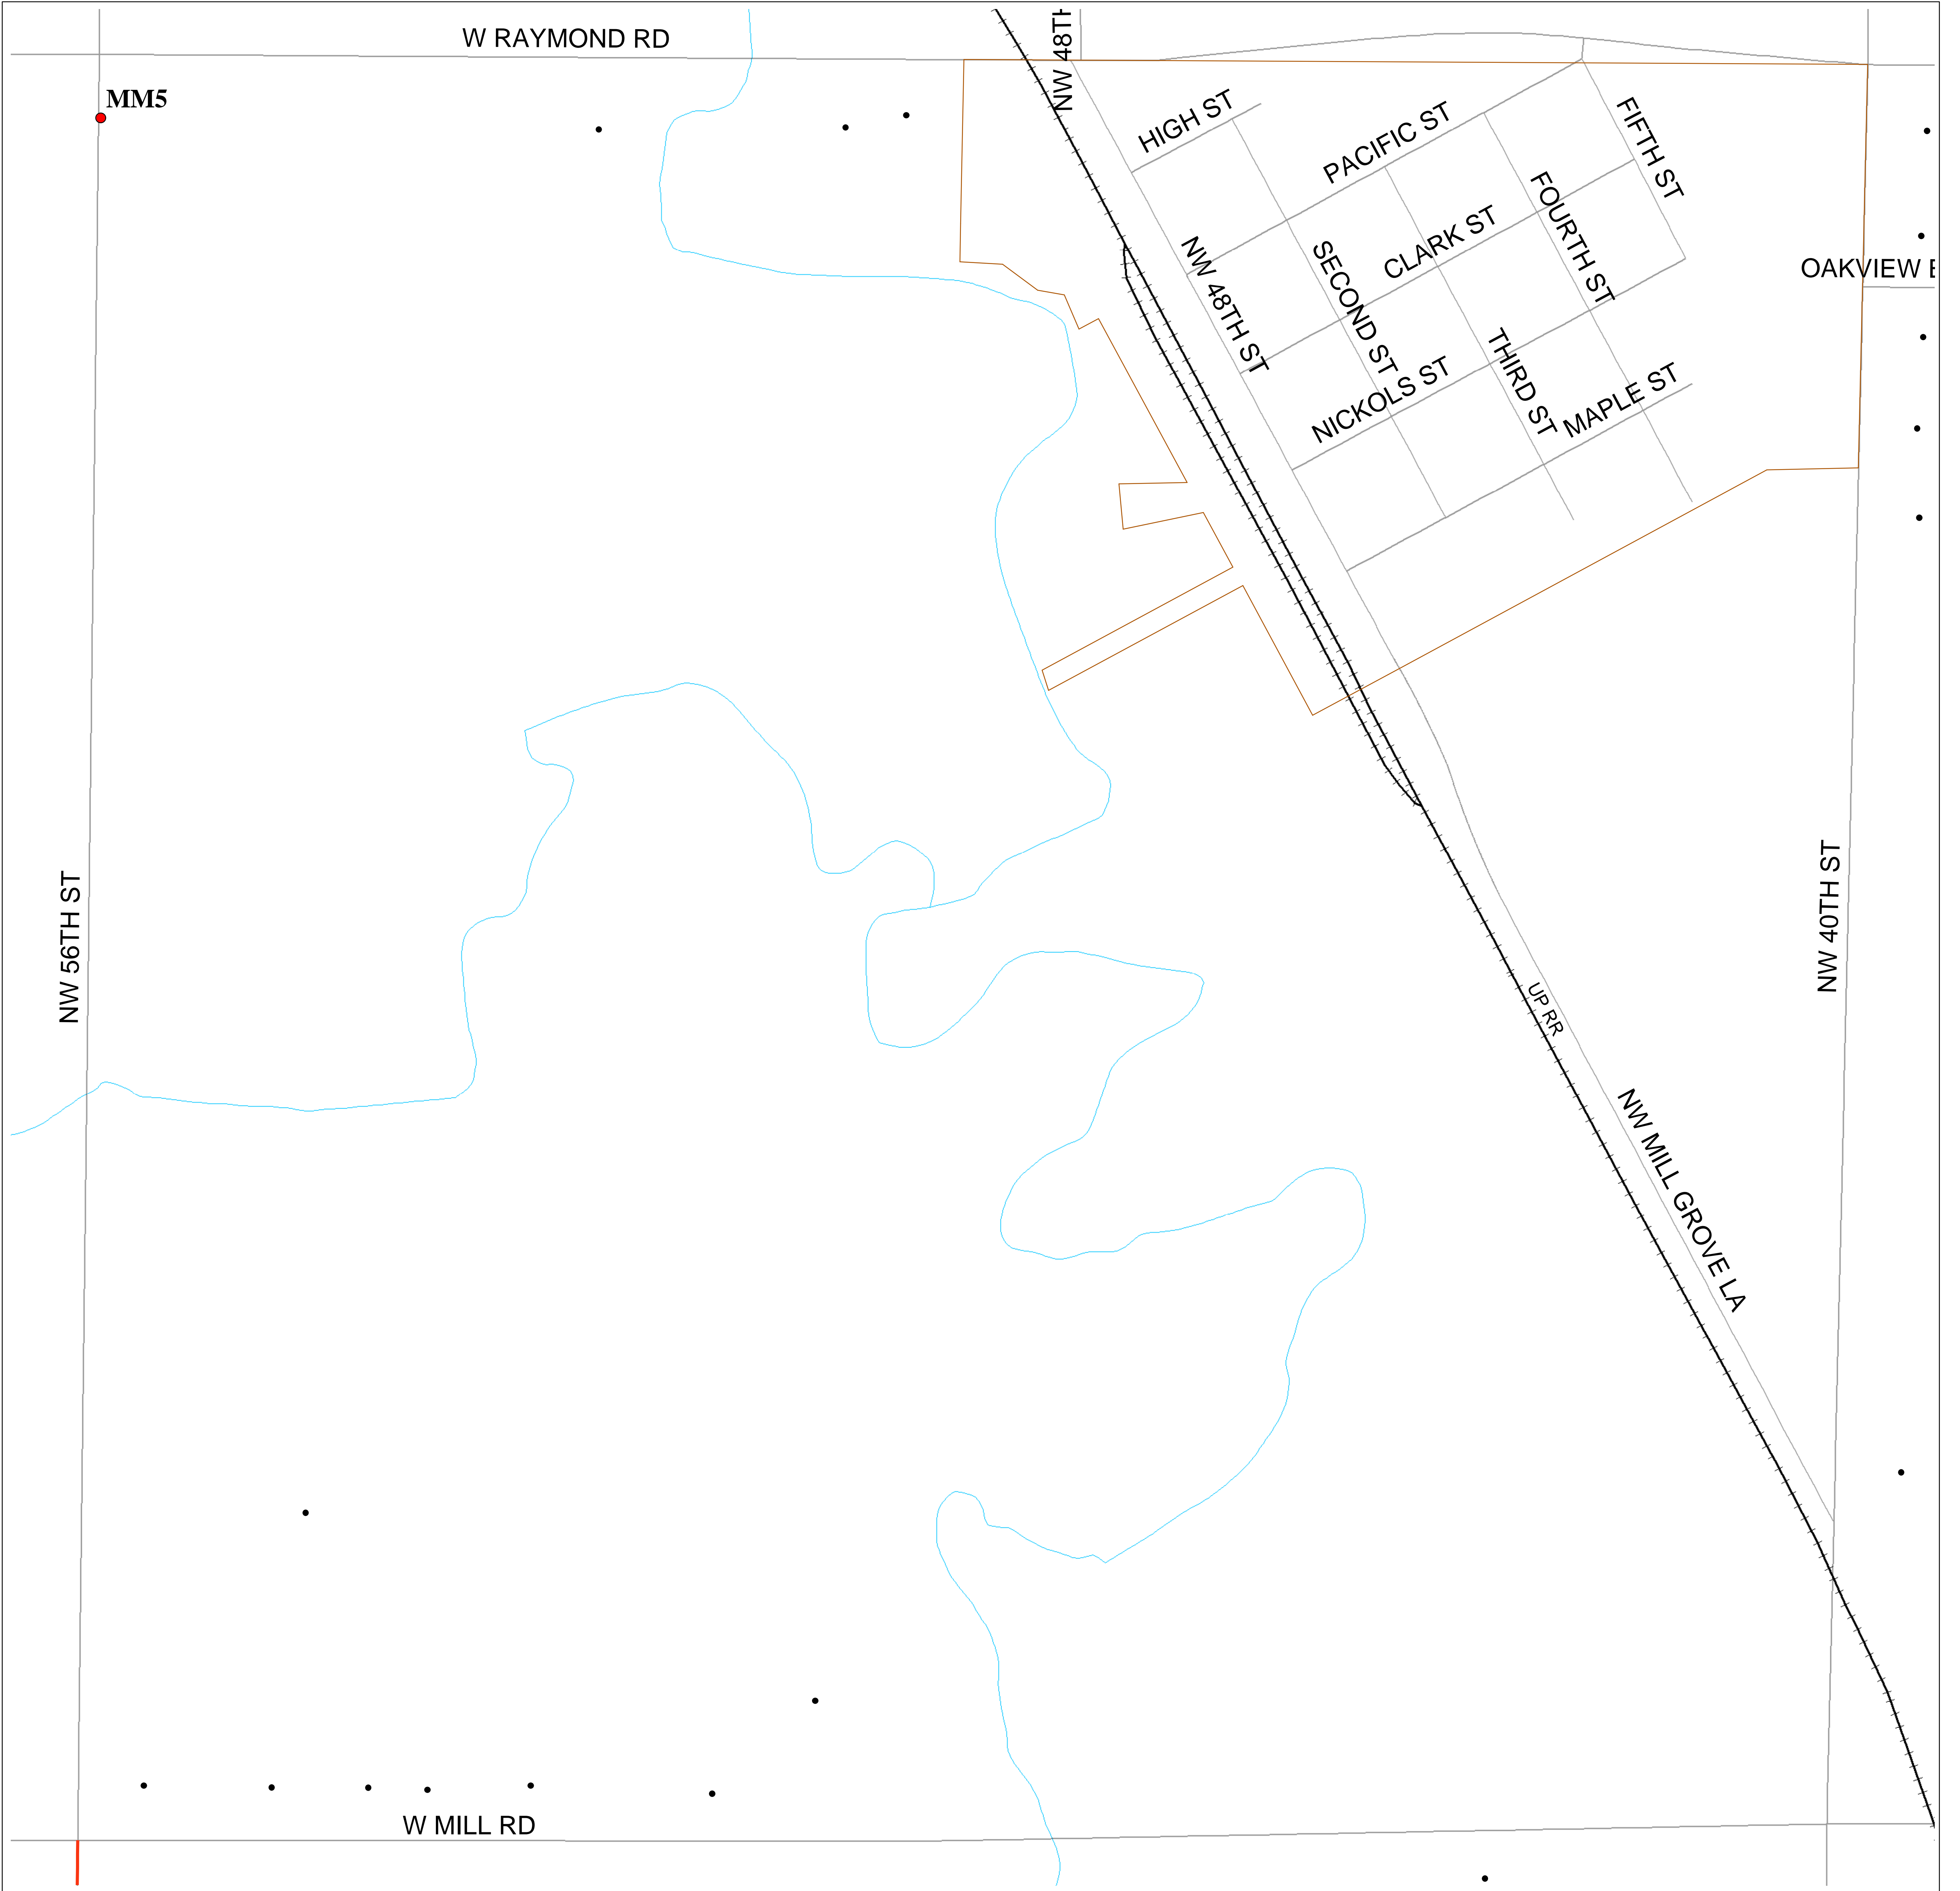 W RAYMOND RD
NW 48TH
MM5
HIGH ST
PACIFIC ST
FIFTH ST
CLARK ST
FOURTH ST
NW 48TH ST
SECOND ST
OAKVIEW
NICKOLS ST
THIRD ST
MAPLE ST
NW 56TH ST
NW 40TH ST
UP RR
NW MILL GROVE LA
W MILL RD